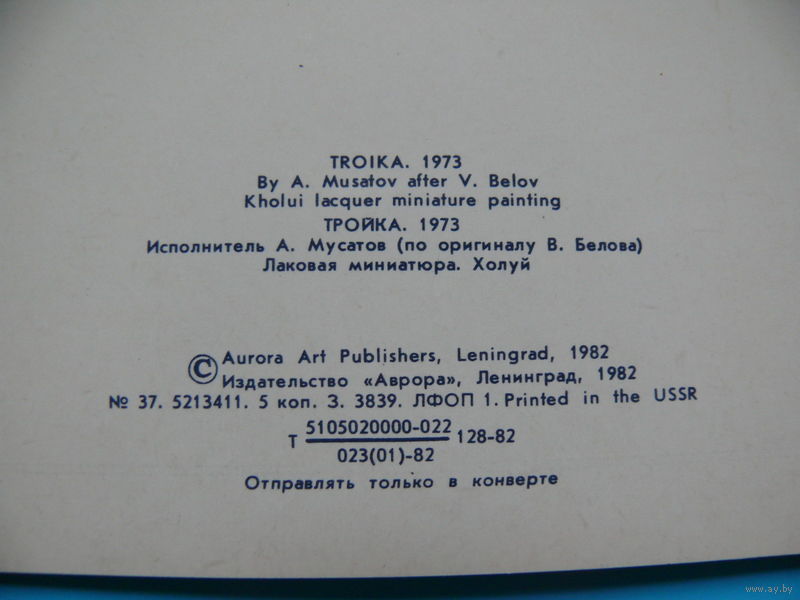 TROIKA. 1973
By A. Musatov after V. Belov
Kholui lacquer miniature painting
ТРОЙКА. 1973
Исполнитель А. Мусатов (по оригиналу В. Белова)
Лаковая миниатюра. Холуй
© Aurora Art Publishers, Leningrad, 1982
Издательство «Аврора», Ленинград, 1982
№ 37. 5213411. 5 коп. З. 3839. ЛФОП 1. Printed in the USSR
Т 5105020000-022 128-82
023(01)-82
Отправлять только в конверте
www.ay.by